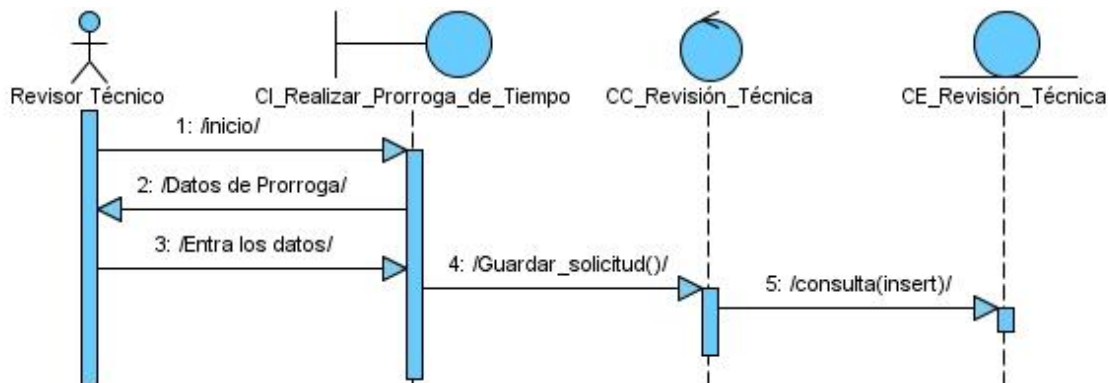 Revisor Técnico
CI_Realizar_Prorroga_de_Tiempo
CC_Revisión_Técnica
CE_Revisión_Técnica
1: /inicio/
2: /Datos de Prorroga/
3: /Entra los datos/
4: /Guardar_solicitud()/
5: /consulta(insert)/